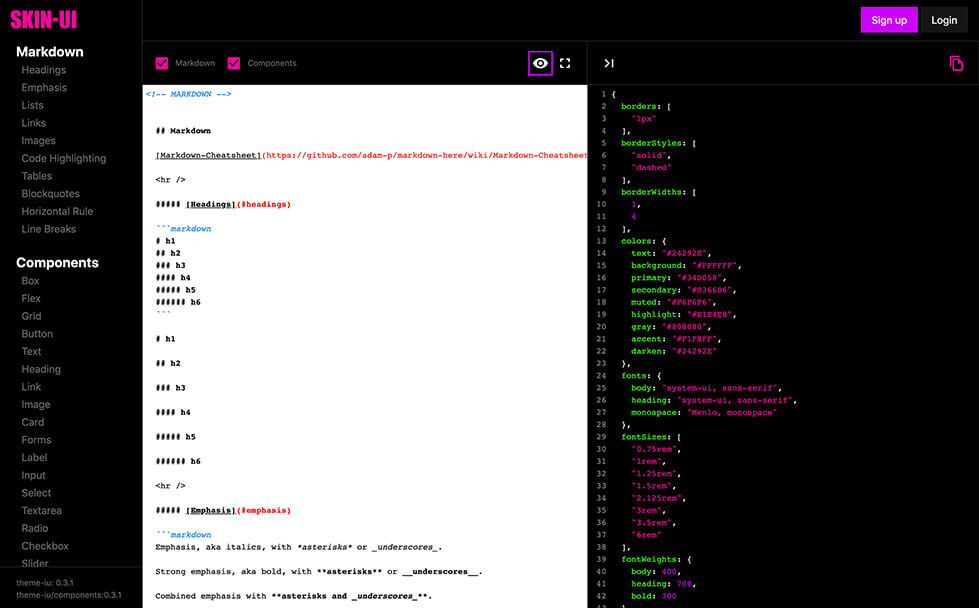 SKIN-UI
Sign up
Login
Markdown
Headings
Emphasis
Lists
Links
Images
Code Highlighting
Tables
Blockquotes
Horizontal Rule
Line Breaks
Components
Box
Flex
Grid
Button
Text
Heading
Link
Image
Card
Forms
Label
Input
Select
Textarea
Radio
Checkbox
Slider
theme-iu: 0.3.1
theme-iu/components:0.3.1
Markdown
Components
<!-- MARKDOWN -->
## Markdown
[Markdown-Cheatsheet](https://github.com/adam-p/markdown-here/wiki/Markdown-Cheatsheet
<hr />
##### [Headings](#headings)
```markdown
# h1
## h2
### h3
#### h4
##### h5
###### h6
```
# h1
## h2
### h3
#### h4
##### h5
###### h6
<hr />
##### [Emphasis](#emphasis)
```markdown
Emphasis, aka italics, with *asterisks* or _underscores_.
Strong emphasis, aka bold, with **asterisks** or __underscores__.
Combined emphasis with **asterisks and _underscores_**.
1 {
2 borders: [
3 "1px"
4 ],
5 borderStyles: [
6 "solid",
7 "dashed"
8 ],
9 borderWidths: [
10 1,
11 4
12 ],
13 colors: {
14 text: "#24292E",
15 background: "#FFFFFF",
16 primary: "#34D058",
17 secondary: "#0366D6",
18 muted: "#F6F6F6",
19 highlight: "#E1E4E8",
20 gray: "#808080",
21 accent: "#F1F8FF",
22 darken: "#24292E"
23 },
24 fonts: {
25 body: "system-ui, sans-serif",
26 heading: "system-ui, sans-serif",
27 monospace: "Menlo, monospace"
28 },
29 fontSizes: [
30 "0.75rem",
31 "1rem",
32 "1.25rem",
33 "1.5rem",
34 "2.125rem",
35 "3rem",
36 "3.5rem",
37 "6rem"
38 ],
39 fontWeights: {
40 body: 400,
41 heading: 700,
42 bold: 700
43 }